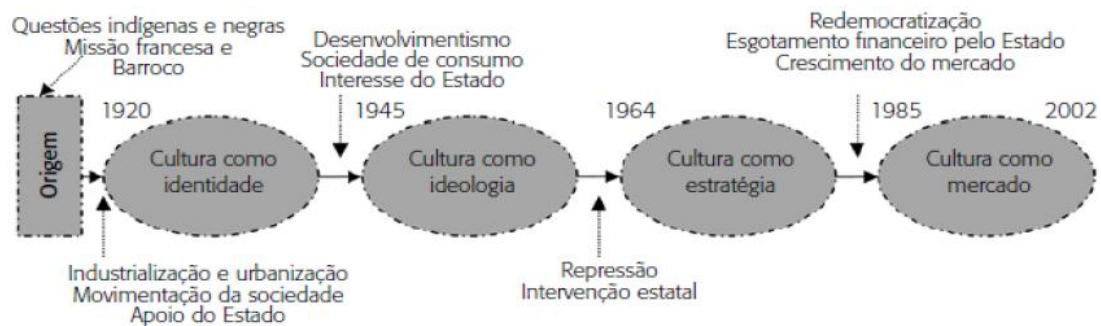 Questões indígenas e negras
Missão francesa e
Barroco
Desenvolvimentismo
Sociedade de consumo
Interesse do Estado
Redemocratização
Esgotamento financeiro pelo Estado
Crescimento do mercado
1920
1945
1964
1985
2002
Origem
Cultura como
identidade
Cultura como
ideologia
Cultura como
estratégia
Cultura como
mercado
Industrialização e urbanização
Movimentação da sociedade
Apoio do Estado
Repressão
Intervenção estatal